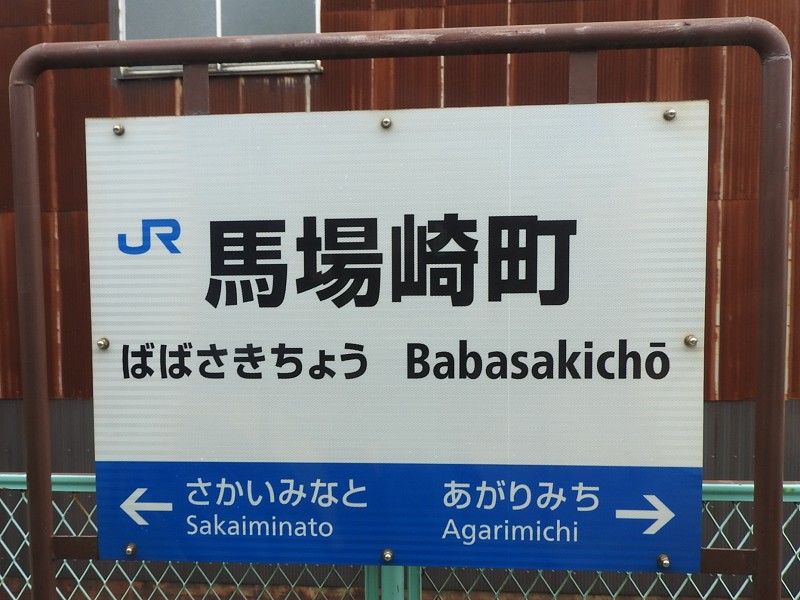 JR 馬場崎町
ばばさきちょう Babasakichō
← さかいみなと あがりみち →
Sakaiminato Agarimichi